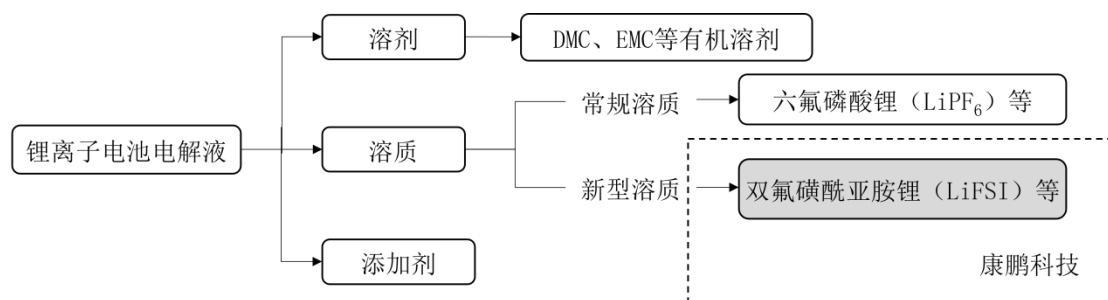 溶剂
DMC、EMC等有机溶剂
常规溶质
六氟磷酸锂（LiPF₆）等
锂离子电池电解液
溶质
新型溶质
双氟磺酰亚胺锂（LiFSI）等
添加剂
康鹏科技